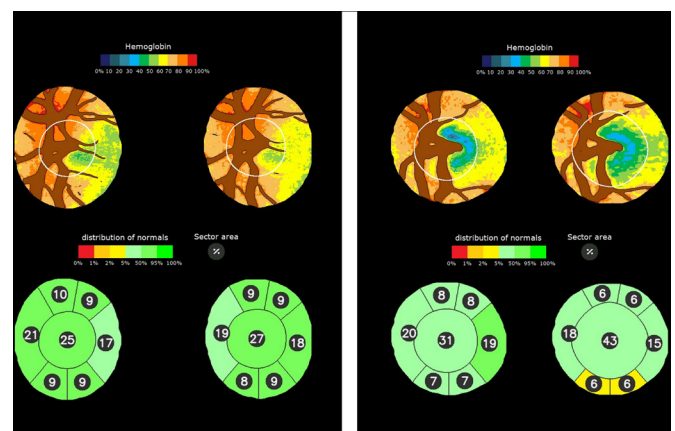 Hemoglobin
0% 10 20 30 40 50 60 70 80 90 100%
distribution of normals
Sector area
%
0% 1% 2% 5% 50% 95% 100%
10 9
21 25 17
9 9
9 9
19 27 18
8 9
Hemoglobin
0% 10 20 30 40 50 60 70 80 90 100%
distribution of normals
Sector area
%
0% 1% 2% 5% 50% 95% 100%
8 8
20 31 19
7 7
6 6
18 43 15
6 6